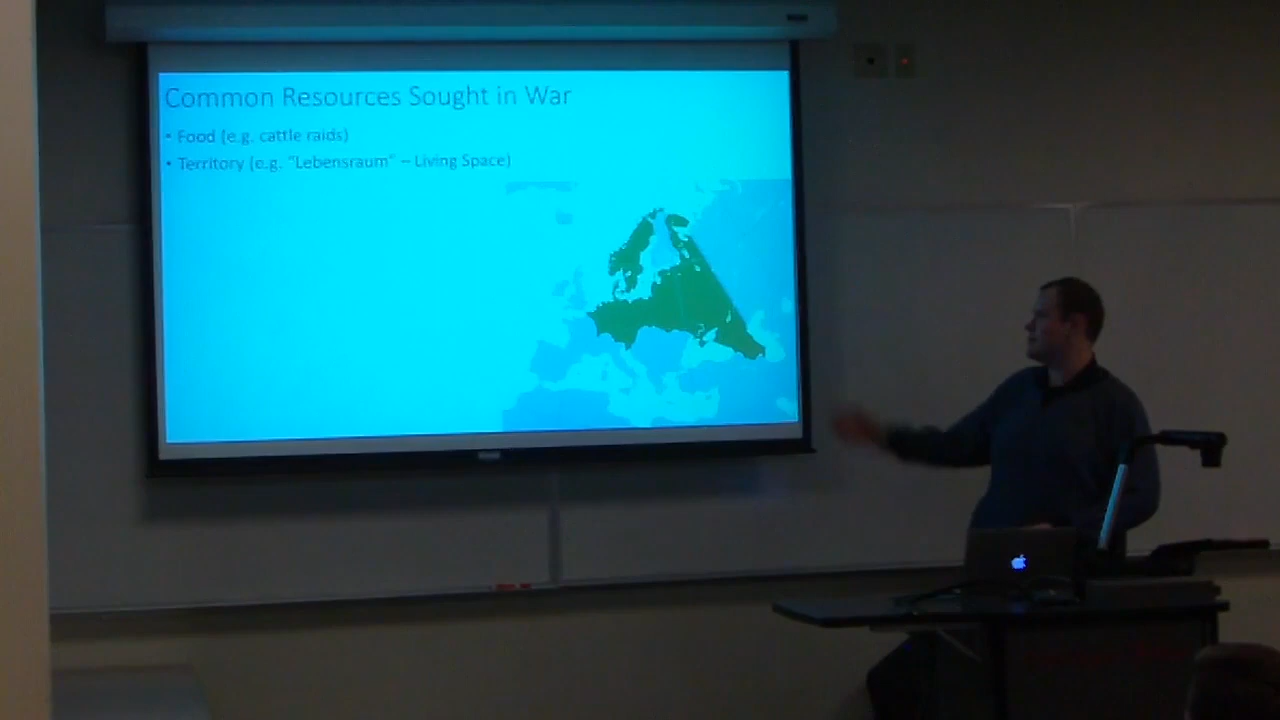 Common Resources Sought in War
• Food (e.g. cattle raids)
• Territory (e.g. "Lebensraum" – Living Space)